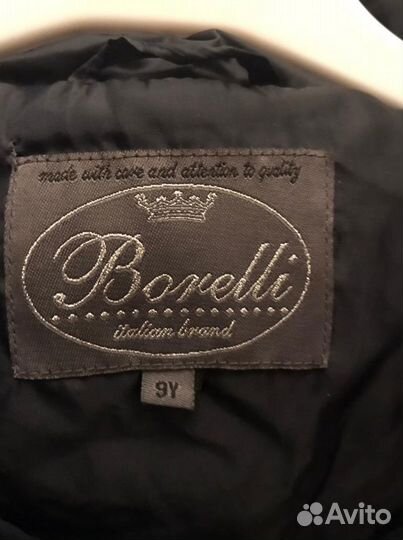 made with care and attention to quality
Borelli
italian brand
9Y
Avito